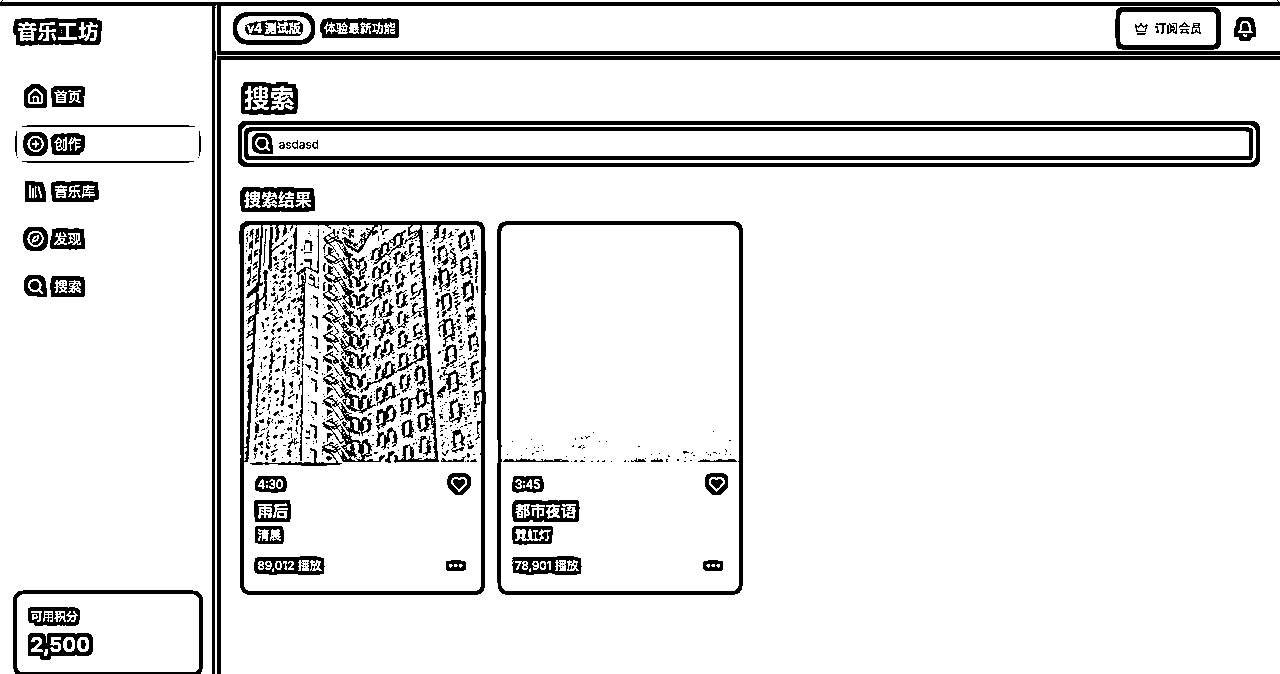 音乐工坊
v4 测试版
体验最新功能
订阅会员
首页
创作
音乐库
发现
搜索
可用积分
2,500
搜索
asdasd
搜索结果
4:30
雨后
清晨
89,012 播放
3:45
都市夜语
霓虹灯
78,901 播放